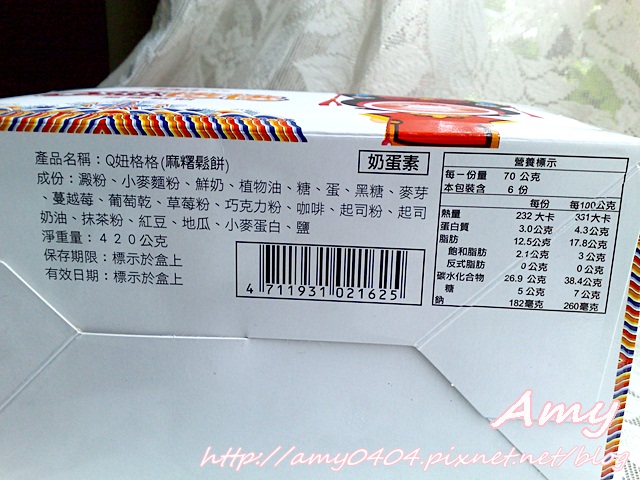 產品名稱：Q妞格格(麻糬鬆餅)
奶蛋素
成份：澱粉、小麥麵粉、鮮奶、植物油、糖、蛋、黑糖、麥芽
、蔓越莓、葡萄乾、草莓粉、巧克力粉、咖啡、起司粉、起司
奶油、抹茶粉、紅豆、地瓜、小麥蛋白、鹽
淨重量：420公克
保存期限：標示於盒上
有效日期：標示於盒上
4 711931 021625
營養標示
每一份量 70 公克
本包裝含 6 份
每份 每100公克
熱量 232 大卡 331大卡
蛋白質 3.0公克 4.3公克
脂肪 12.5公克 17.8公克
飽和脂肪 2.1公克 3公克
反式脂肪 0公克 0公克
碳水化合物 26.9 公克 38.4公克
糖 5 公克 7 公克
鈉 182毫克 260毫克
Amy
http://amy0404.pixnet.net/blog